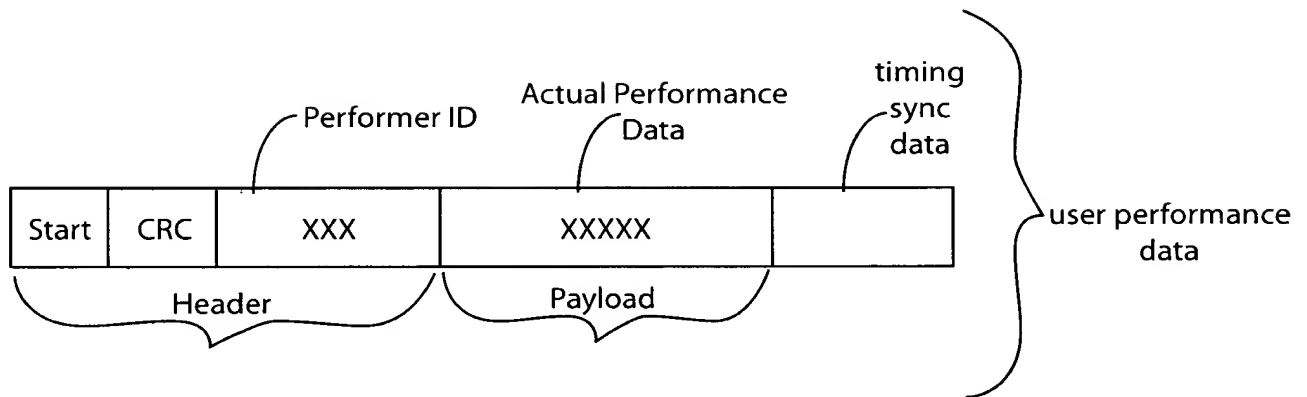 timing
sync
data
Actual Performance
Data
Performer ID
Start
CRC
XXX
XXXXX
user performance
data
Header
Payload